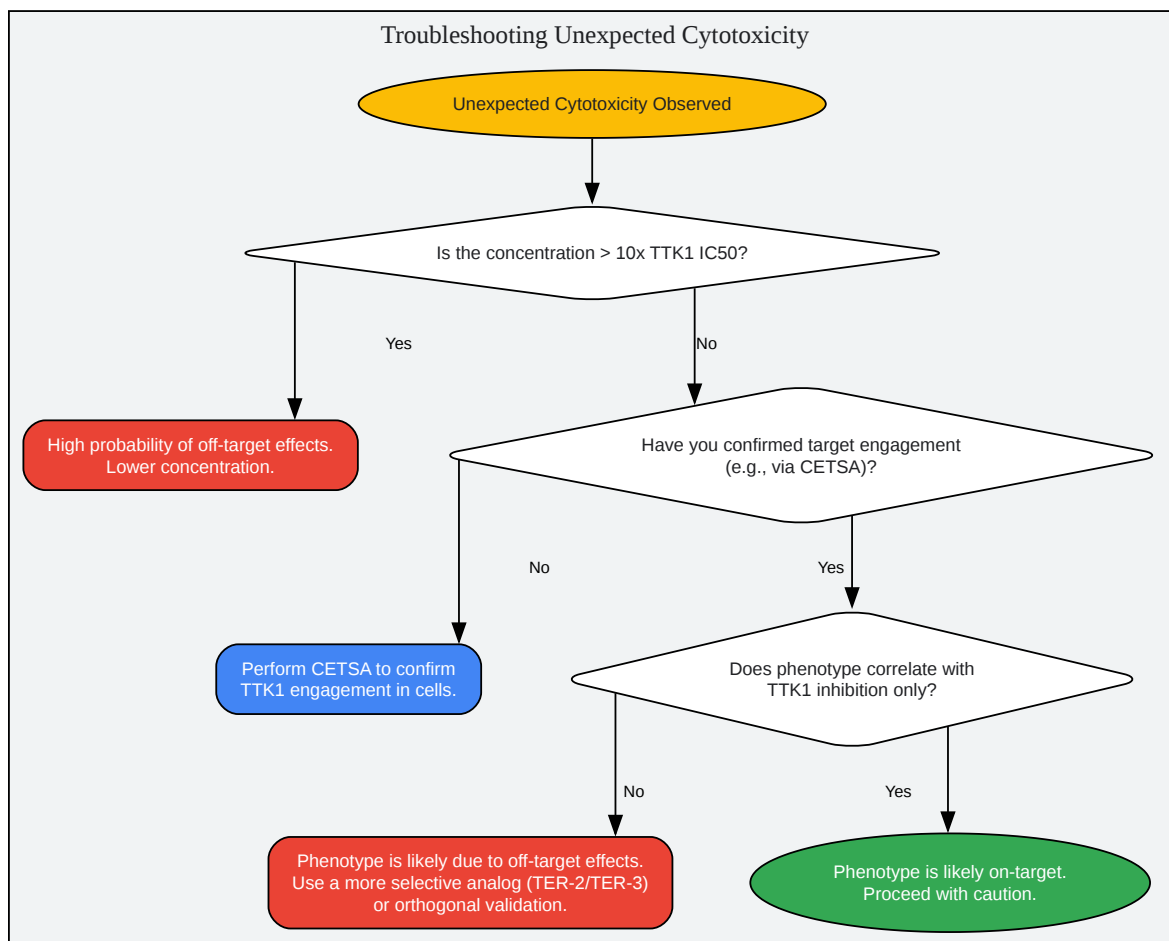 Troubleshooting Unexpected Cytotoxicity
Unexpected Cytotoxicity Observed
Is the concentration > 10x TTK1 IC50?
Yes
No
High probability of off-target effects.
Lower concentration.
Have you confirmed target engagement
(e.g., via CETSA)?
No
Yes
Perform CETSA to confirm
TTK1 engagement in cells.
Does phenotype correlate with
TTK1 inhibition only?
No
Yes
Phenotype is likely due to off-target effects.
Use a more selective analog (TER-2/TER-3)
or orthogonal validation.
Phenotype is likely on-target.
Proceed with caution.